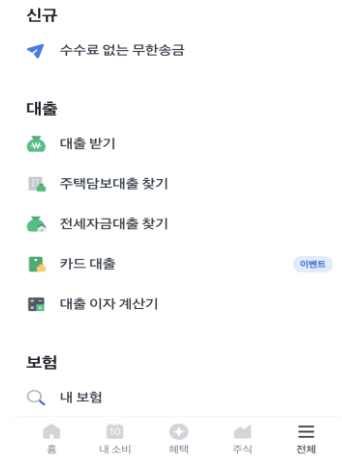 신규
수수료 없는 무한송금
대출
대출 받기
주택담보대출 찾기
전세자금대출 찾기
카드 대출
이벤트
대출 이자 계산기
보험
내 보험
10
홈
내 소비
혜택
주식
전체